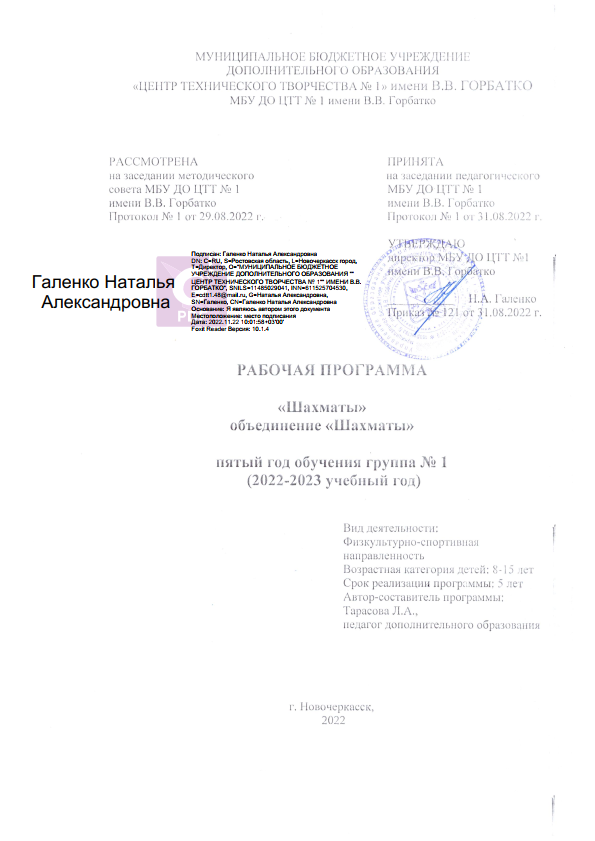 МУНИЦИПАЛЬНОЕ БЮДЖЕТНОЕ УЧРЕЖДЕНИЕ
ДОПОЛНИТЕЛЬНОГО ОБРАЗОВАНИЯ
«ЦЕНТР ТЕХНИЧЕСКОГО ТВОРЧЕСТВА № 1» имени В.В. ГОРБАТКО
МБУ ДО ЦТТ № 1 имени В.В. Горбатко
РАССМОТРЕНА
на заседании методического
совета МБУ ДО ЦТТ № 1
имени В.В. Горбатко
Протокол № 1 от 29.08.2022 г.
ПРИНЯТА
на заседании педагогического
МБУ ДО ЦТТ № 1
имени В.В. Горбатко
Протокол № 1 от 31.08.2022 г.
УТВЕРЖДАЮ
директор МБУ ДО ЦТТ №1
имени В.В. Горбатко
Н.А. Галенко
Приказ № 121 от 31.08.2022 г.
Галенко Наталья
Александровна
Подписан: Галенко Наталья Александровна
DN: C=RU, S=Ростовская область, L=Новочеркасск город,
T=Директор, O="МУНИЦИПАЛЬНОЕ БЮДЖЕТНОЕ
УЧРЕЖДЕНИЕ ДОПОЛНИТЕЛЬНОГО ОБРАЗОВАНИЯ ""
ЦЕНТР ТЕХНИЧЕСКОГО ТВОРЧЕСТВА № 1"" ИМЕНИ В.В.
ГОРБАТКО", SNILS=11485029041, INN=611525704530,
E=cdtt1.48@mail.ru, G=Наталья Александровна,
SN=Галенко, CN=Галенко Наталья Александровна
Основание: Я являюсь автором этого документа
Местоположение: место подписания
Дата: 2022.11.22 10:01:58+03'00'
Foxit Reader Версия: 10.1.4
РАБОЧАЯ ПРОГРАММА
«Шахматы»
объединение «Шахматы»
пятый год обучения группа № 1
(2022-2023 учебный год)
Вид деятельности:
Физкультурно-спортивная
направленность
Возрастная категория детей: 8-15 лет
Срок реализации программы: 5 лет
Автор-составитель программы:
Тарасова Л.А.,
педагог дополнительного образования
г. Новочеркасск,
2022